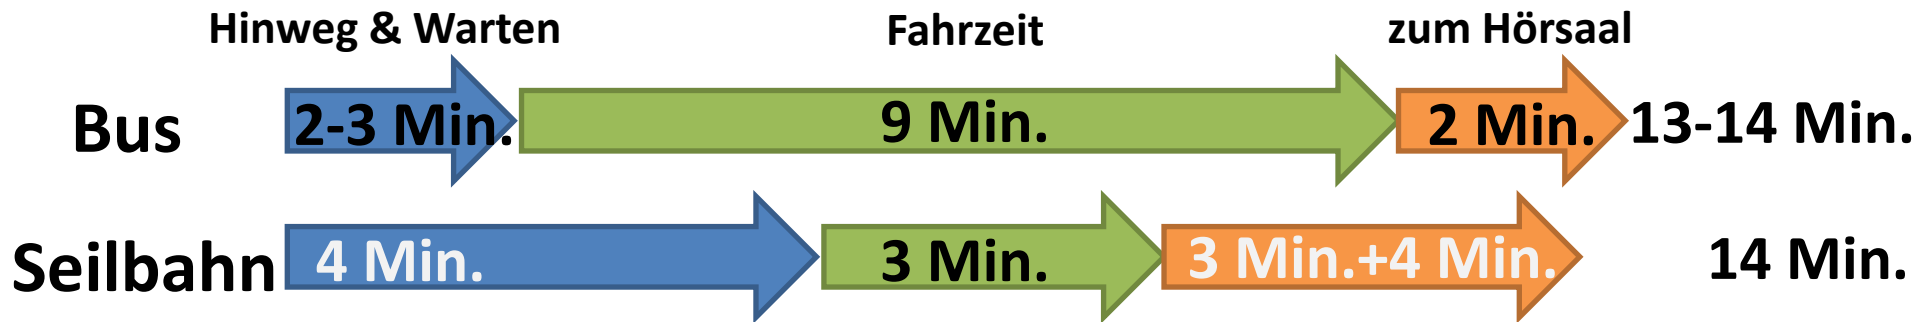 Hinweg & Warten Fahrzeit zum Hörsaal
Bus 2-3 Min. 9 Min. 2 Min. 13-14 Min.
Seilbahn 4 Min. 3 Min. 3 Min.+4 Min. 14 Min.